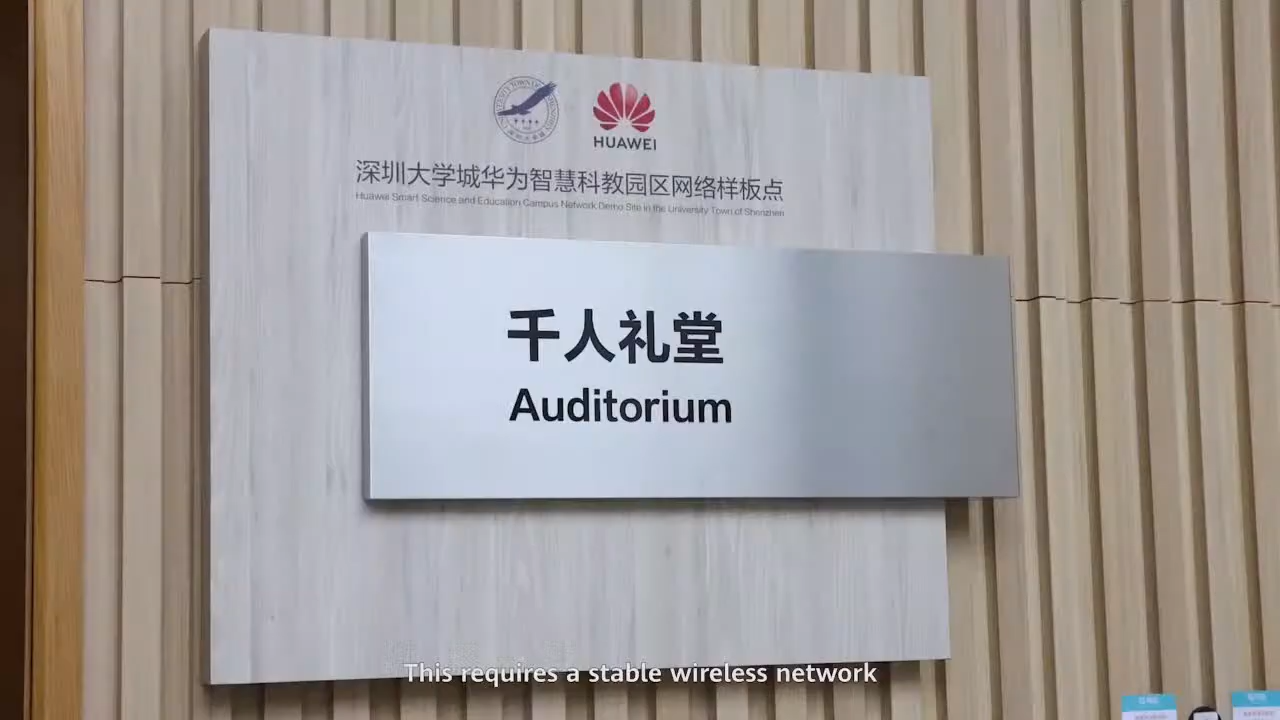 HUAWEI
深圳大学城华为智慧科教园区网络样板点
Huawei Smart Science and Education Campus Network Demo Site in the University Town of Shenzhen
千人礼堂
Auditorium
This requires a stable wireless network